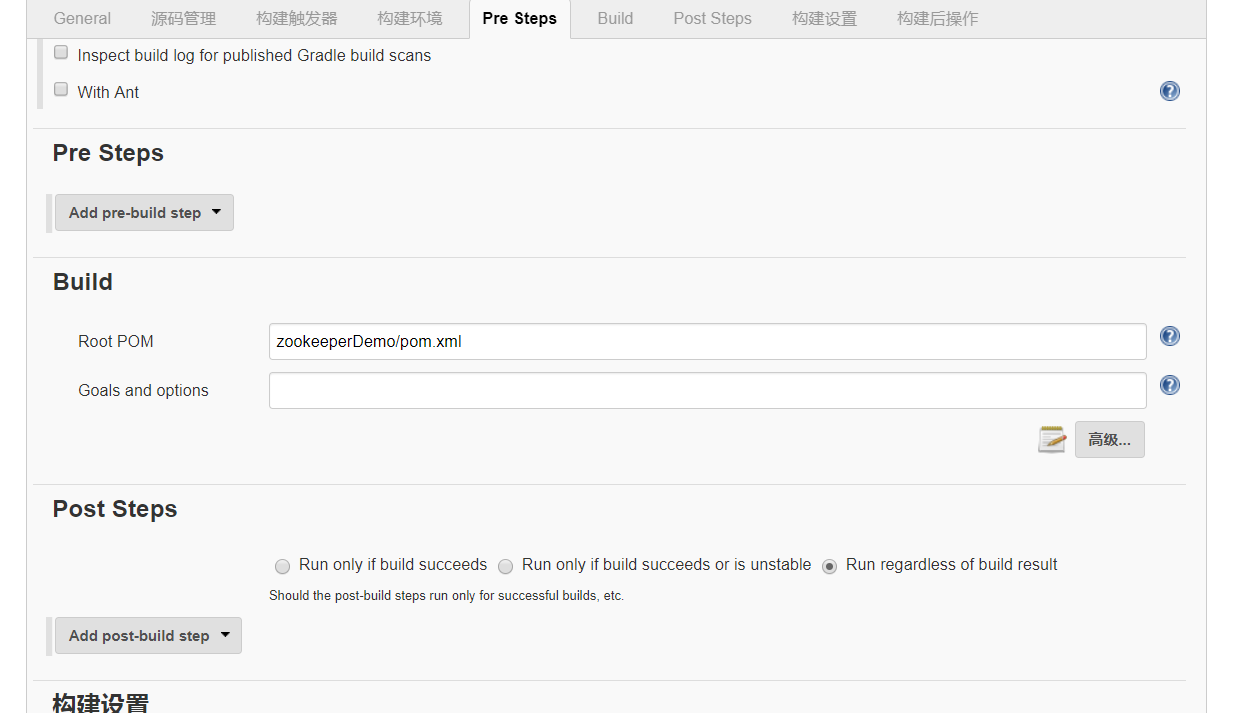 General 源码管理 构建触发器 构建环境 Pre Steps Build Post Steps 构建设置 构建后操作
Inspect build log for published Gradle build scans
With Ant
Pre Steps
Add pre-build step
Build
Root POM zookeeperDemo/pom.xml
Goals and options
高级...
Post Steps
Run only if build succeeds Run only if build succeeds or is unstable Run regardless of build result
Should the post-build steps run only for successful builds, etc.
Add post-build step
构建设置